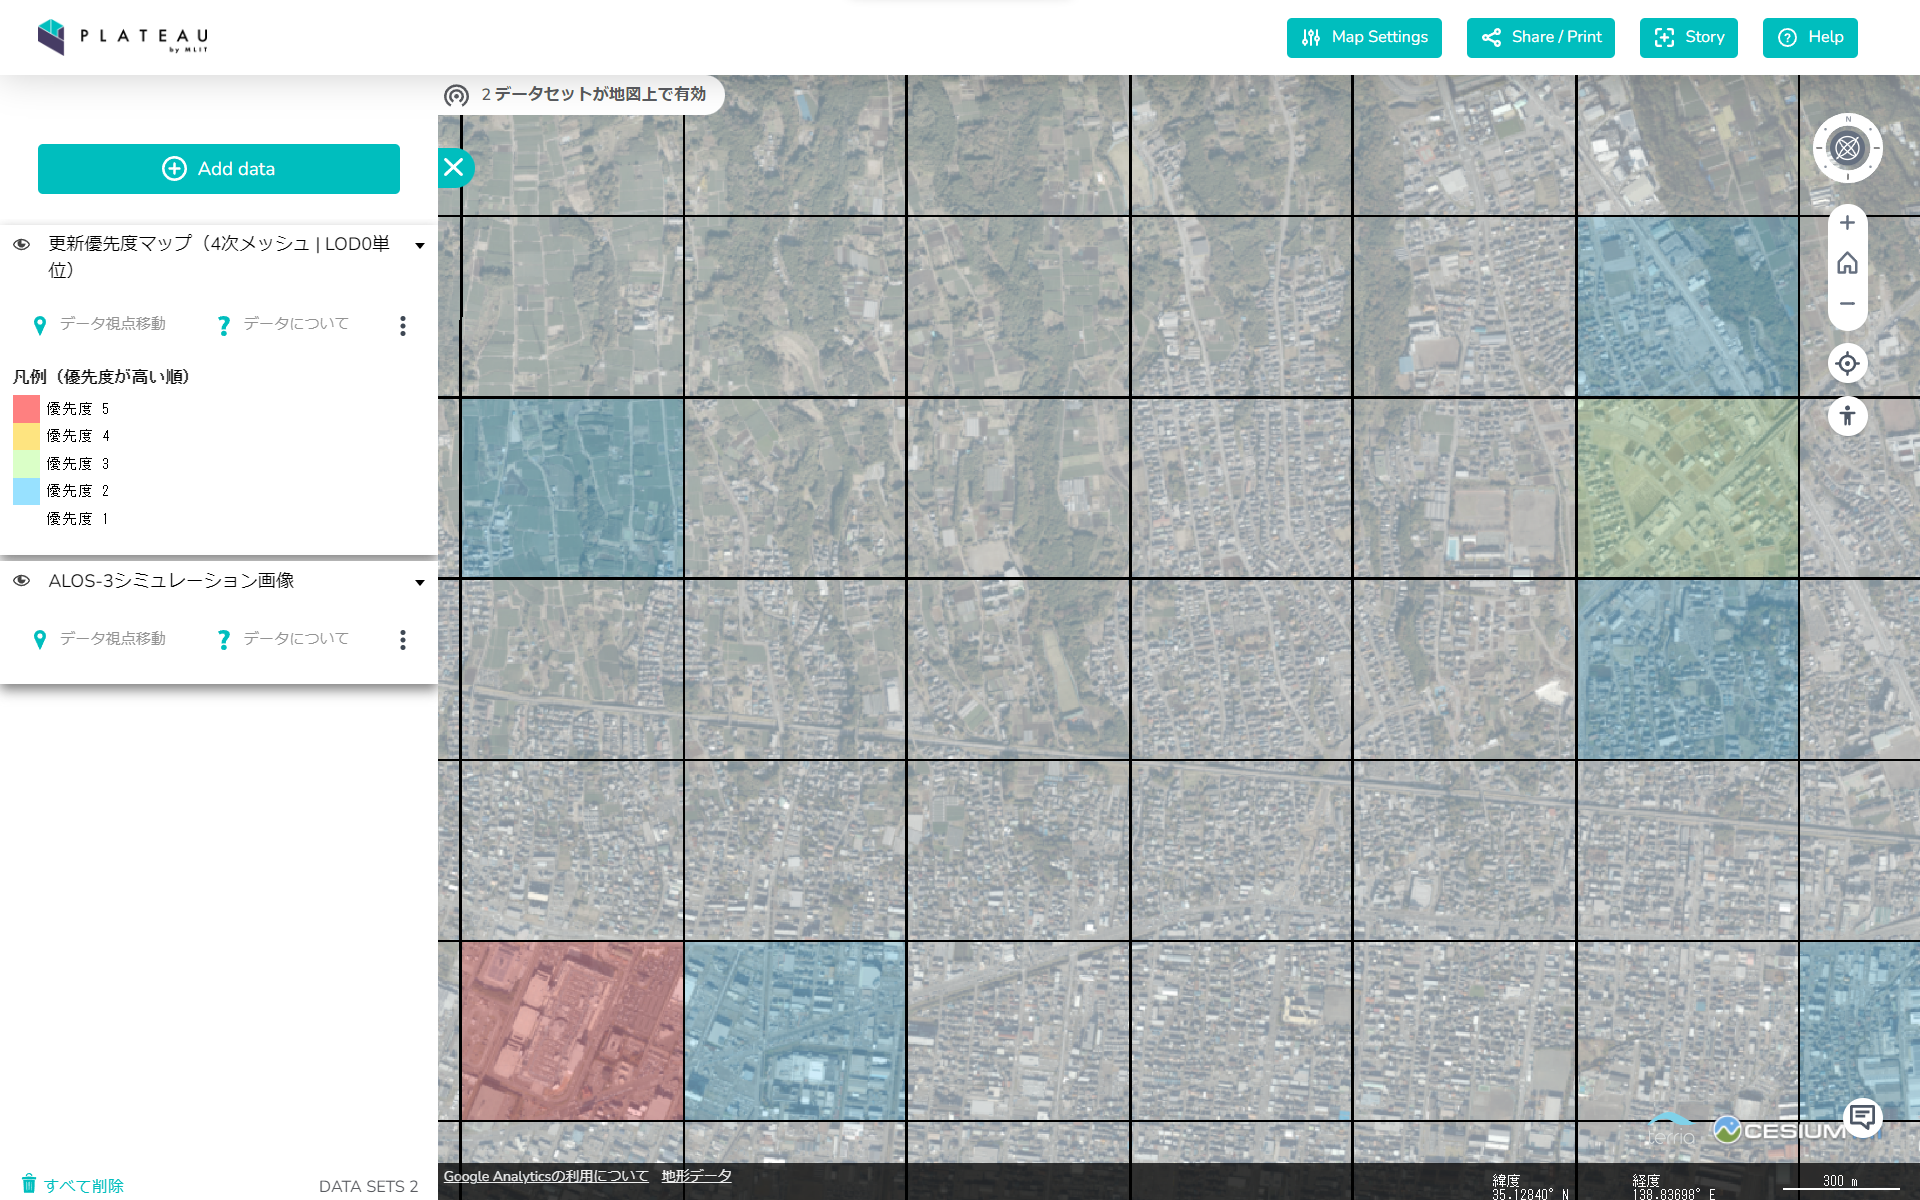 PLATEAU
by MLIT
Map Settings
Share / Print
Story
Help
2 データセットが地図上で有効
Add data
更新優先度マップ（4次メッシュ | LOD0単
位）
データ視点移動
データについて
凡例（優先度が高い順）
優先度 5
優先度 4
優先度 3
優先度 2
優先度 1
ALOS-3シミュレーション画像
データ視点移動
データについて
すべて削除
DATA SETS 2
N
terria
CESIUM
Google Analyticsの利用について
地形データ
緯度
35.12840° N
経度
138.83698° E
300 m